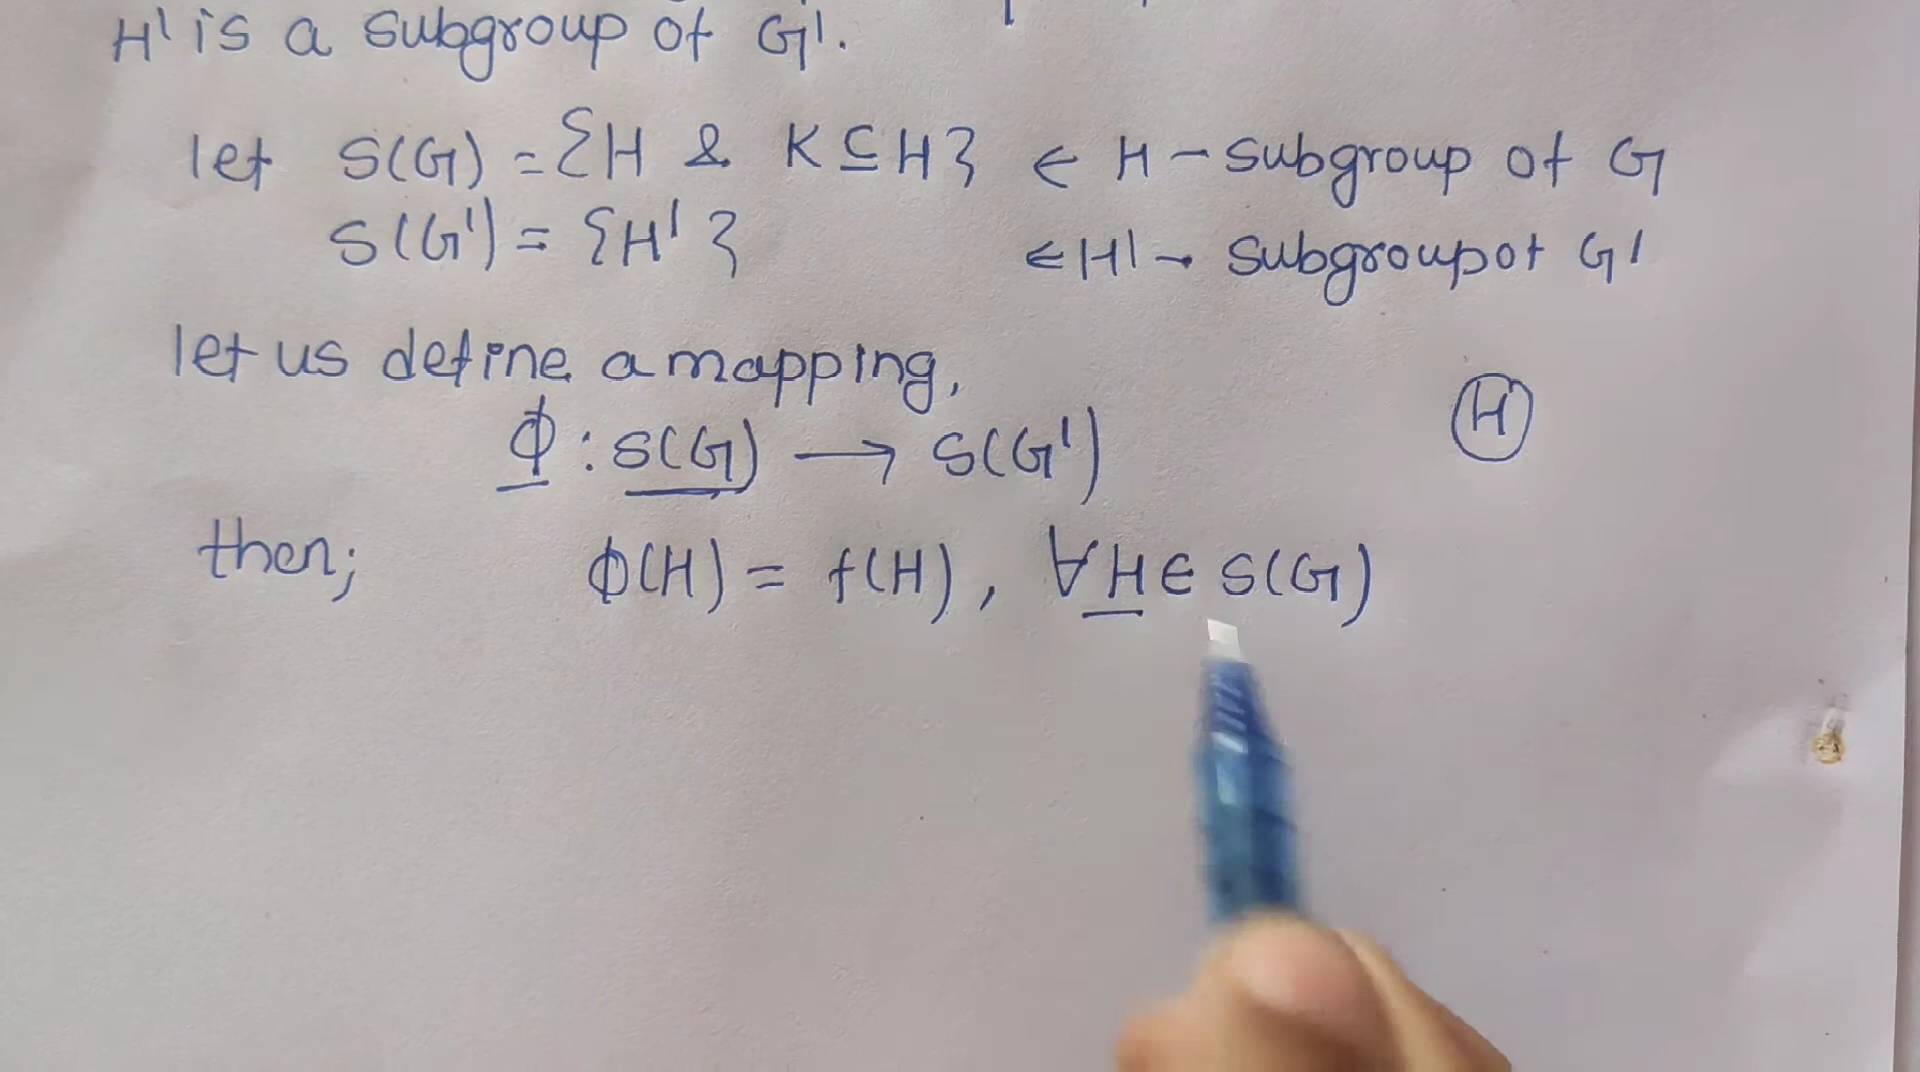 H' is a subgroup of G'.
let S(G) = {H & K ⊆ H} ∈ H - subgroup of G
S(G') = {H'} ∈ H' - subgroup of G'
let us define a mapping,
Φ : S(G) → S(G')
H
then; Φ(H) = f(H), ∀ H ∈ S(G)